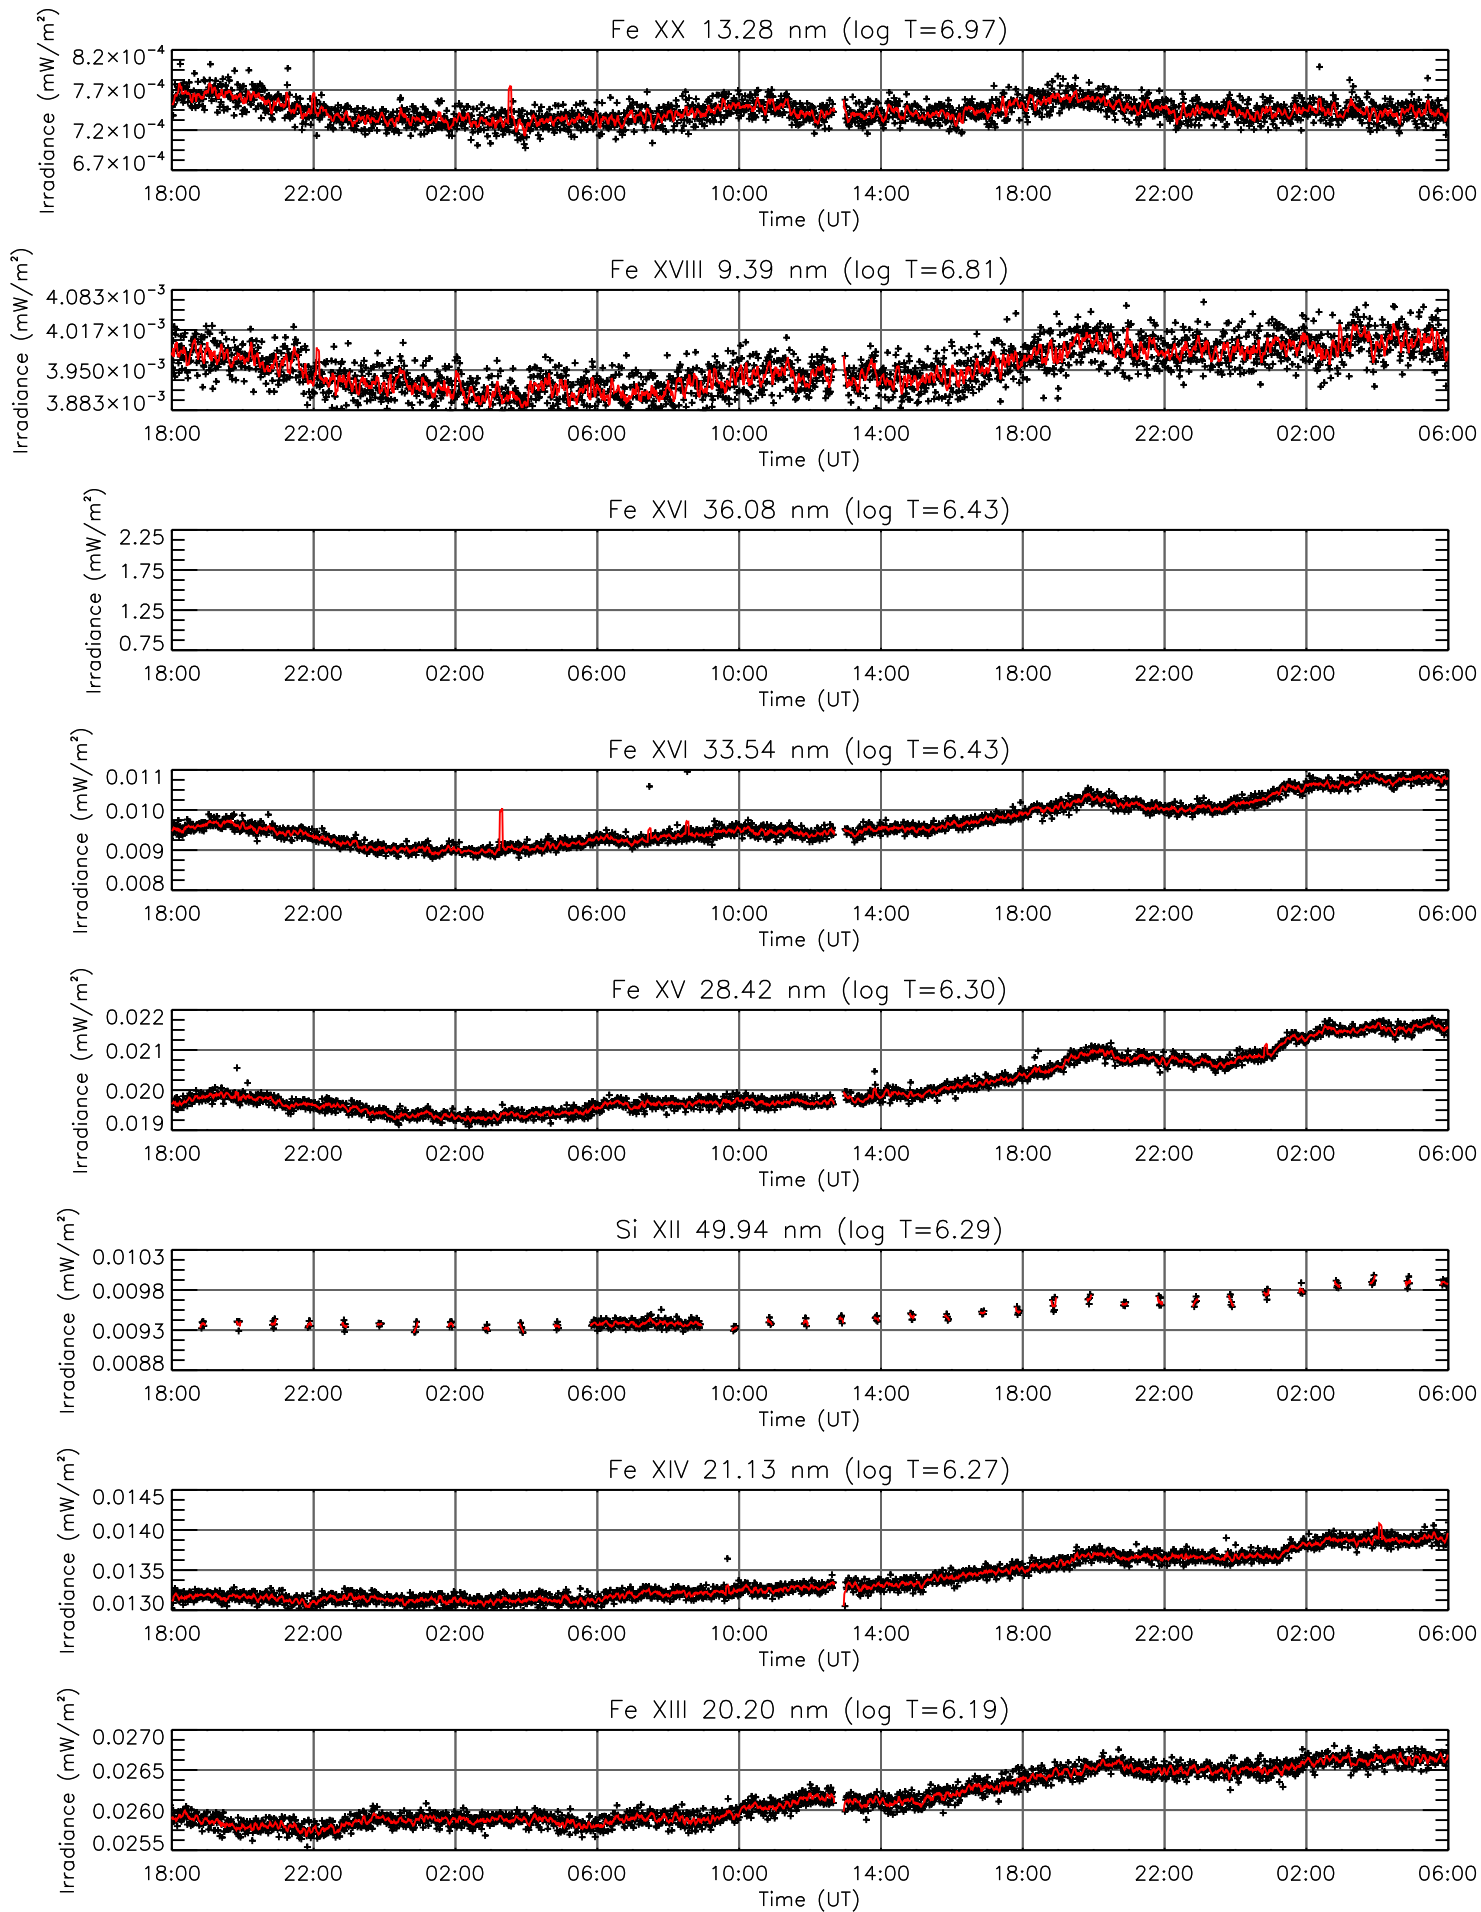 Fe XX 13.28 nm (log T=6.97)
Irradiance (mW/m²)
8.2×10⁻⁴
7.7×10⁻⁴
7.2×10⁻⁴
6.7×10⁻⁴
18:00 22:00 02:00 06:00 10:00 14:00 18:00 22:00 02:00 06:00
Time (UT)
Fe XVIII 9.39 nm (log T=6.81)
Irradiance (mW/m²)
4.083×10⁻³
4.017×10⁻³
3.950×10⁻³
3.883×10⁻³
18:00 22:00 02:00 06:00 10:00 14:00 18:00 22:00 02:00 06:00
Time (UT)
Fe XVI 36.08 nm (log T=6.43)
Irradiance (mW/m²)
2.25
1.75
1.25
0.75
18:00 22:00 02:00 06:00 10:00 14:00 18:00 22:00 02:00 06:00
Time (UT)
Fe XVI 33.54 nm (log T=6.43)
Irradiance (mW/m²)
0.011
0.010
0.009
0.008
18:00 22:00 02:00 06:00 10:00 14:00 18:00 22:00 02:00 06:00
Time (UT)
Fe XV 28.42 nm (log T=6.30)
Irradiance (mW/m²)
0.022
0.021
0.020
0.019
18:00 22:00 02:00 06:00 10:00 14:00 18:00 22:00 02:00 06:00
Time (UT)
Si XII 49.94 nm (log T=6.29)
Irradiance (mW/m²)
0.0103
0.0098
0.0093
0.0088
18:00 22:00 02:00 06:00 10:00 14:00 18:00 22:00 02:00 06:00
Time (UT)
Fe XIV 21.13 nm (log T=6.27)
Irradiance (mW/m²)
0.0145
0.0140
0.0135
0.0130
18:00 22:00 02:00 06:00 10:00 14:00 18:00 22:00 02:00 06:00
Time (UT)
Fe XIII 20.20 nm (log T=6.19)
Irradiance (mW/m²)
0.0270
0.0265
0.0260
0.0255
18:00 22:00 02:00 06:00 10:00 14:00 18:00 22:00 02:00 06:00
Time (UT)